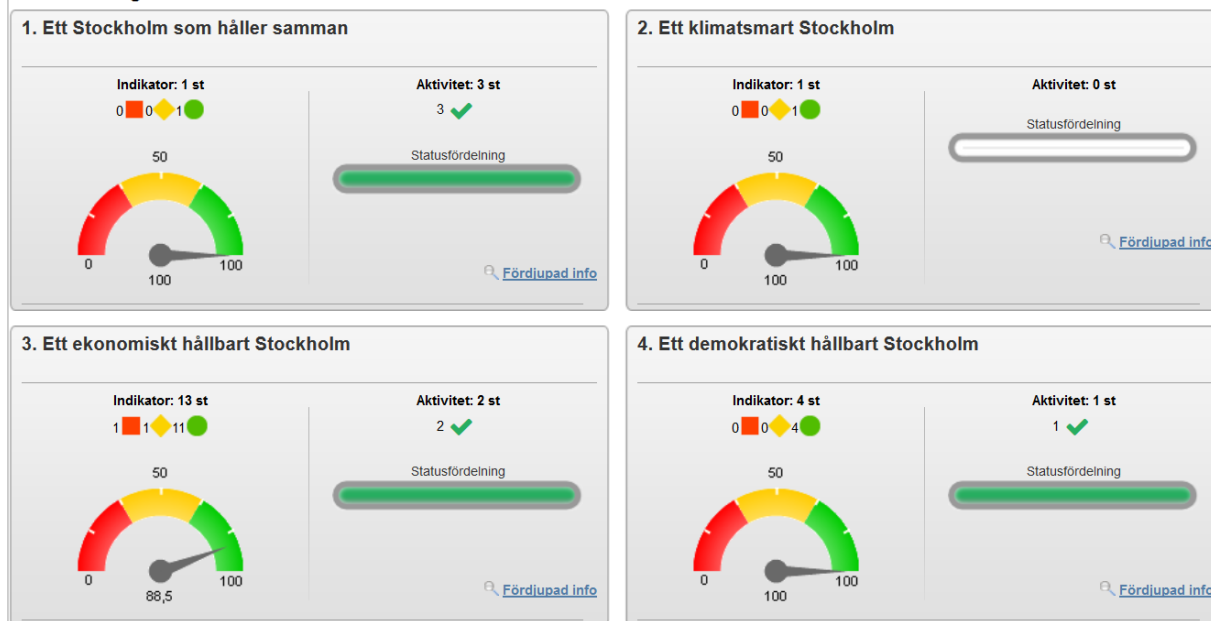 1. Ett Stockholm som håller samman
Indikator: 1 st
0 0 1
50
0
100
100
Aktivitet: 3 st
3
Statusfördelning
Fördjupad info
2. Ett klimatsmart Stockholm
Indikator: 1 st
0 0 1
50
0
100
100
Aktivitet: 0 st
Statusfördelning
Fördjupad info
3. Ett ekonomiskt hållbart Stockholm
Indikator: 13 st
1 1 11
50
0
100
88,5
Aktivitet: 2 st
2
Statusfördelning
Fördjupad info
4. Ett demokratiskt hållbart Stockholm
Indikator: 4 st
0 0 4
50
0
100
100
Aktivitet: 1 st
1
Statusfördelning
Fördjupad info